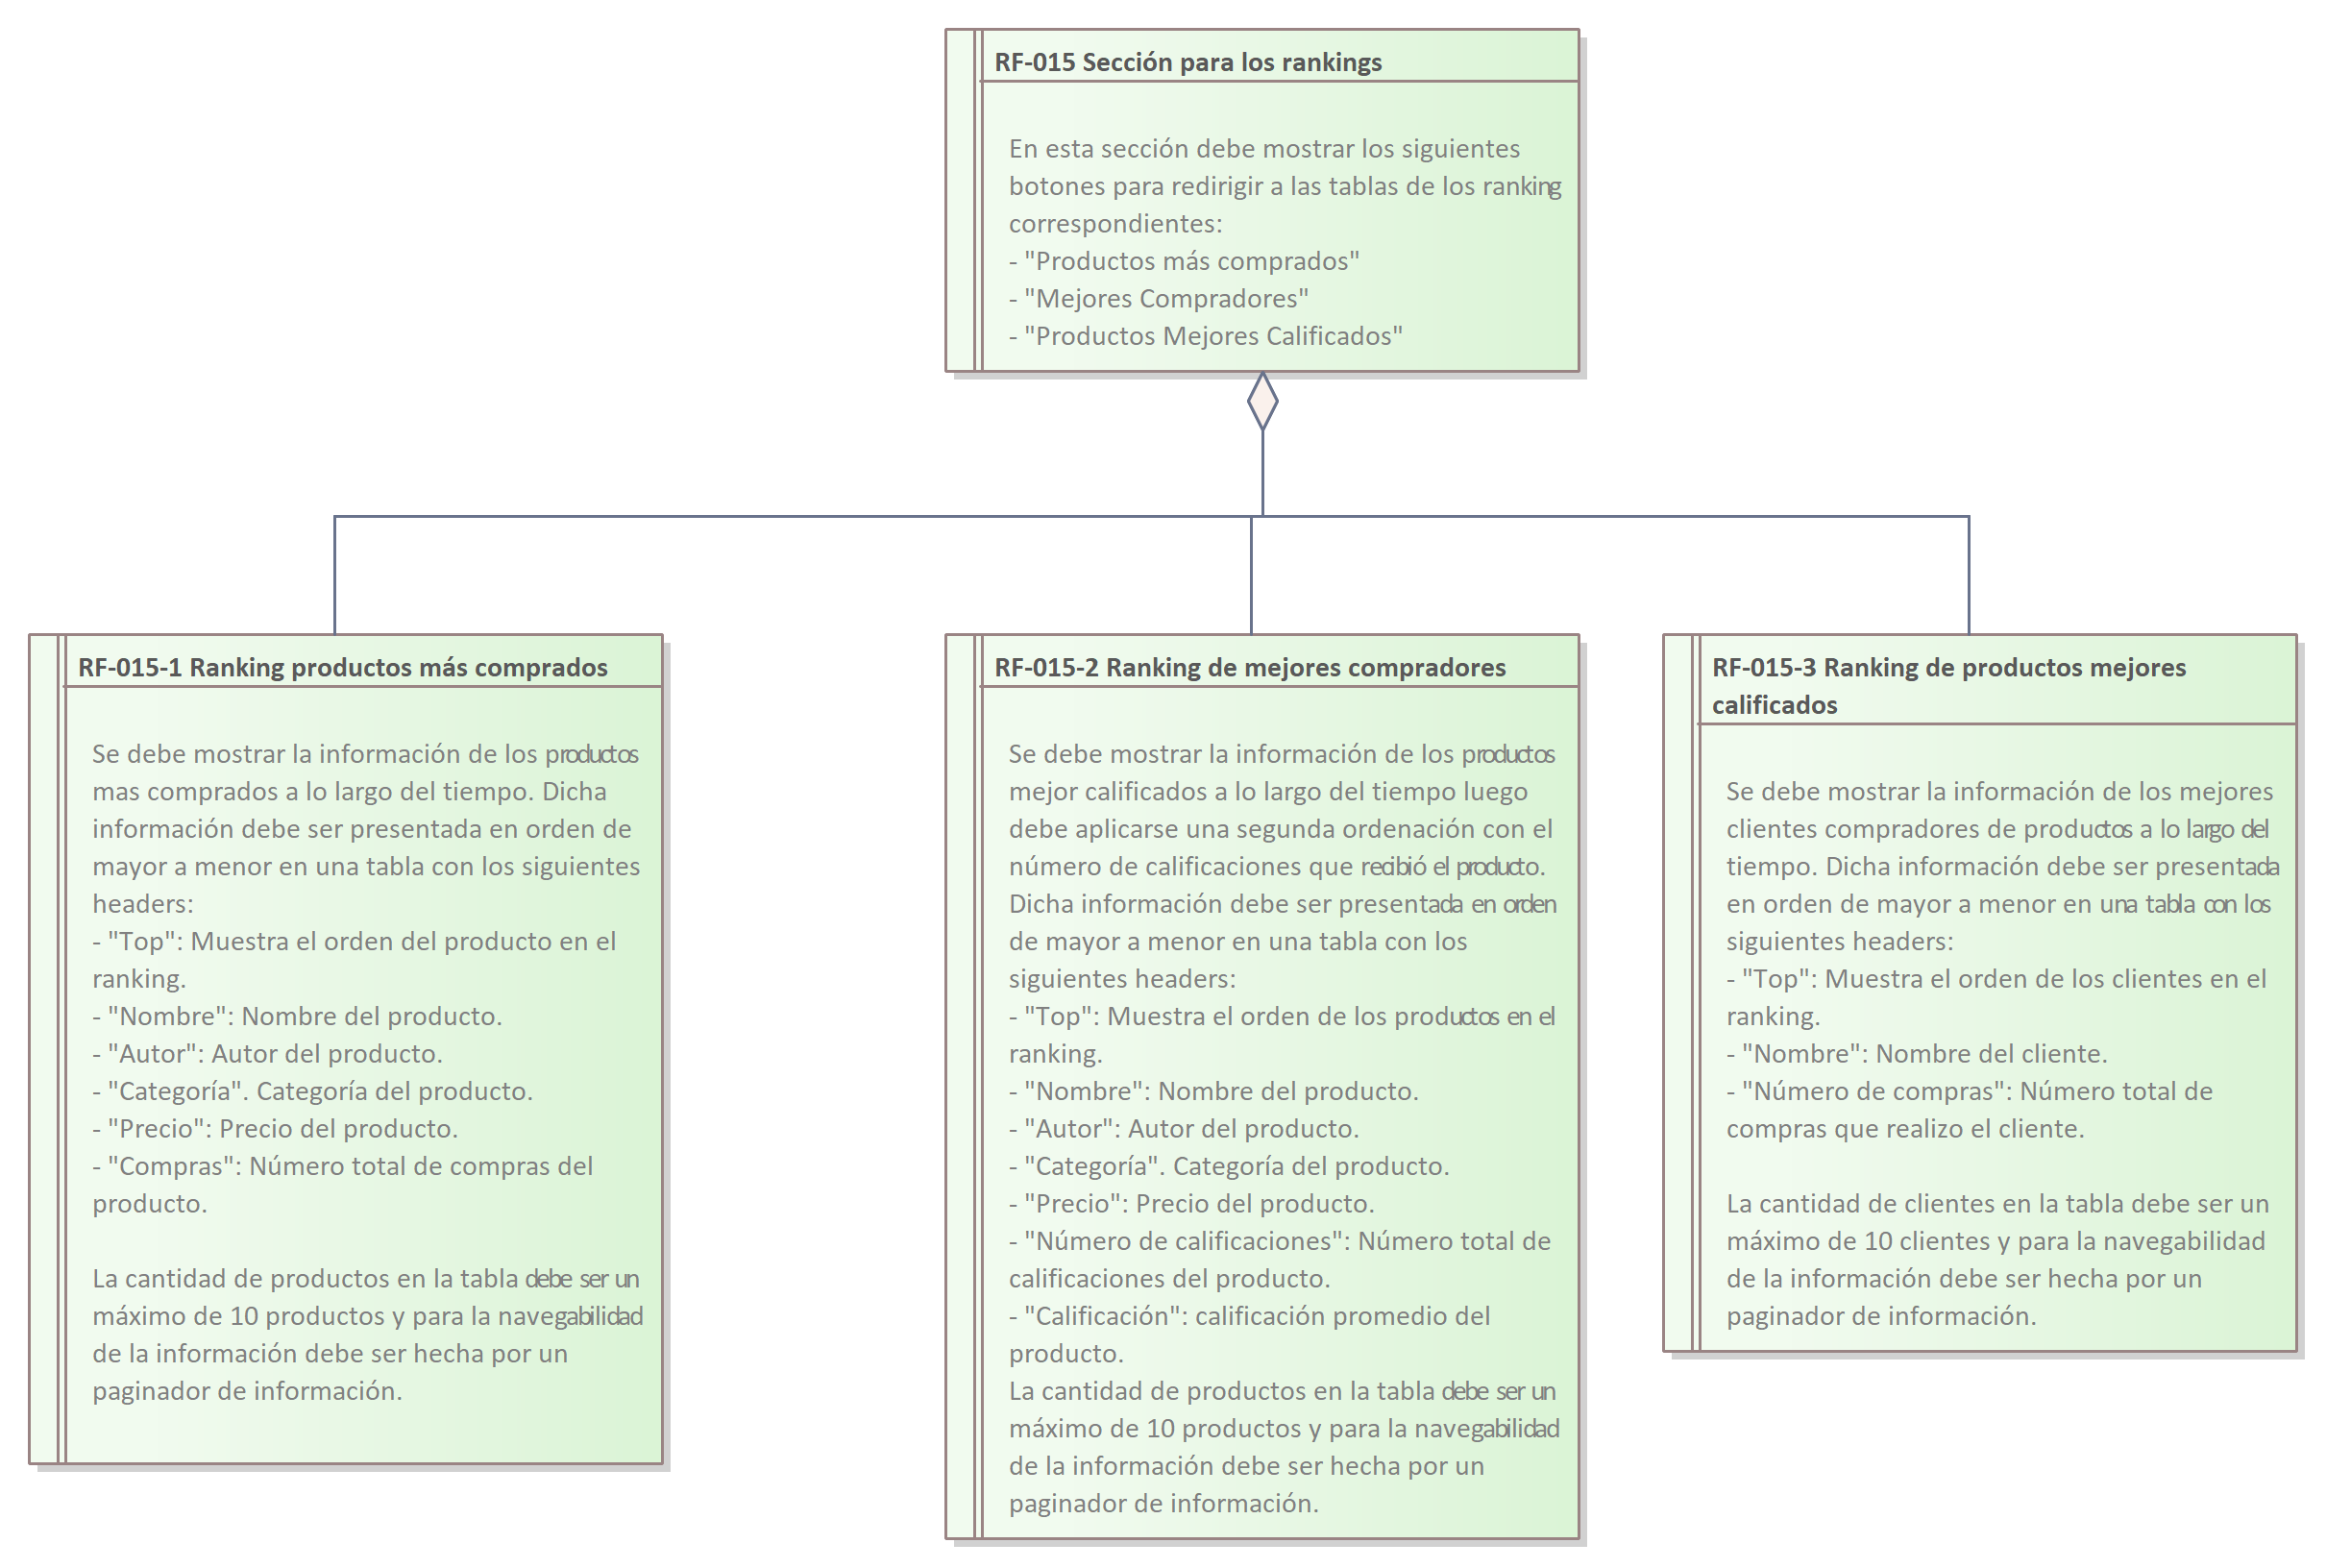 RF-015 Sección para los rankings
En esta sección debe mostrar los siguientes
botones para redirigir a las tablas de los ranking
correspondientes:
- "Productos más comprados"
- "Mejores Compradores"
- "Productos Mejores Calificados"
RF-015-1 Ranking productos más comprados
Se debe mostrar la información de los productos
mas comprados a lo largo del tiempo. Dicha
información debe ser presentada en orden de
mayor a menor en una tabla con los siguientes
headers:
- "Top": Muestra el orden del producto en el
ranking.
- "Nombre": Nombre del producto.
- "Autor": Autor del producto.
- "Categoría". Categoría del producto.
- "Precio": Precio del producto.
- "Compras": Número total de compras del
producto.
La cantidad de productos en la tabla debe ser un
máximo de 10 productos y para la navegabilidad
de la información debe ser hecha por un
paginador de información.
RF-015-2 Ranking de mejores compradores
Se debe mostrar la información de los productos
mejor calificados a lo largo del tiempo luego
debe aplicarse una segunda ordenación con el
número de calificaciones que recibió el producto.
Dicha información debe ser presentada en orden
de mayor a menor en una tabla con los
siguientes headers:
- "Top": Muestra el orden de los productos en el
ranking.
- "Nombre": Nombre del producto.
- "Autor": Autor del producto.
- "Categoría". Categoría del producto.
- "Precio": Precio del producto.
- "Número de calificaciones": Número total de
calificaciones del producto.
- "Calificación": calificación promedio del
producto.
La cantidad de productos en la tabla debe ser un
máximo de 10 productos y para la navegabilidad
de la información debe ser hecha por un
paginador de información.
RF-015-3 Ranking de productos mejores
calificados
Se debe mostrar la información de los mejores
clientes compradores de productos a lo largo del
tiempo. Dicha información debe ser presentada
en orden de mayor a menor en una tabla con los
siguientes headers:
- "Top": Muestra el orden de los clientes en el
ranking.
- "Nombre": Nombre del cliente.
- "Número de compras": Número total de
compras que realizo el cliente.
La cantidad de clientes en la tabla debe ser un
máximo de 10 clientes y para la navegabilidad
de la información debe ser hecha por un
paginador de información.